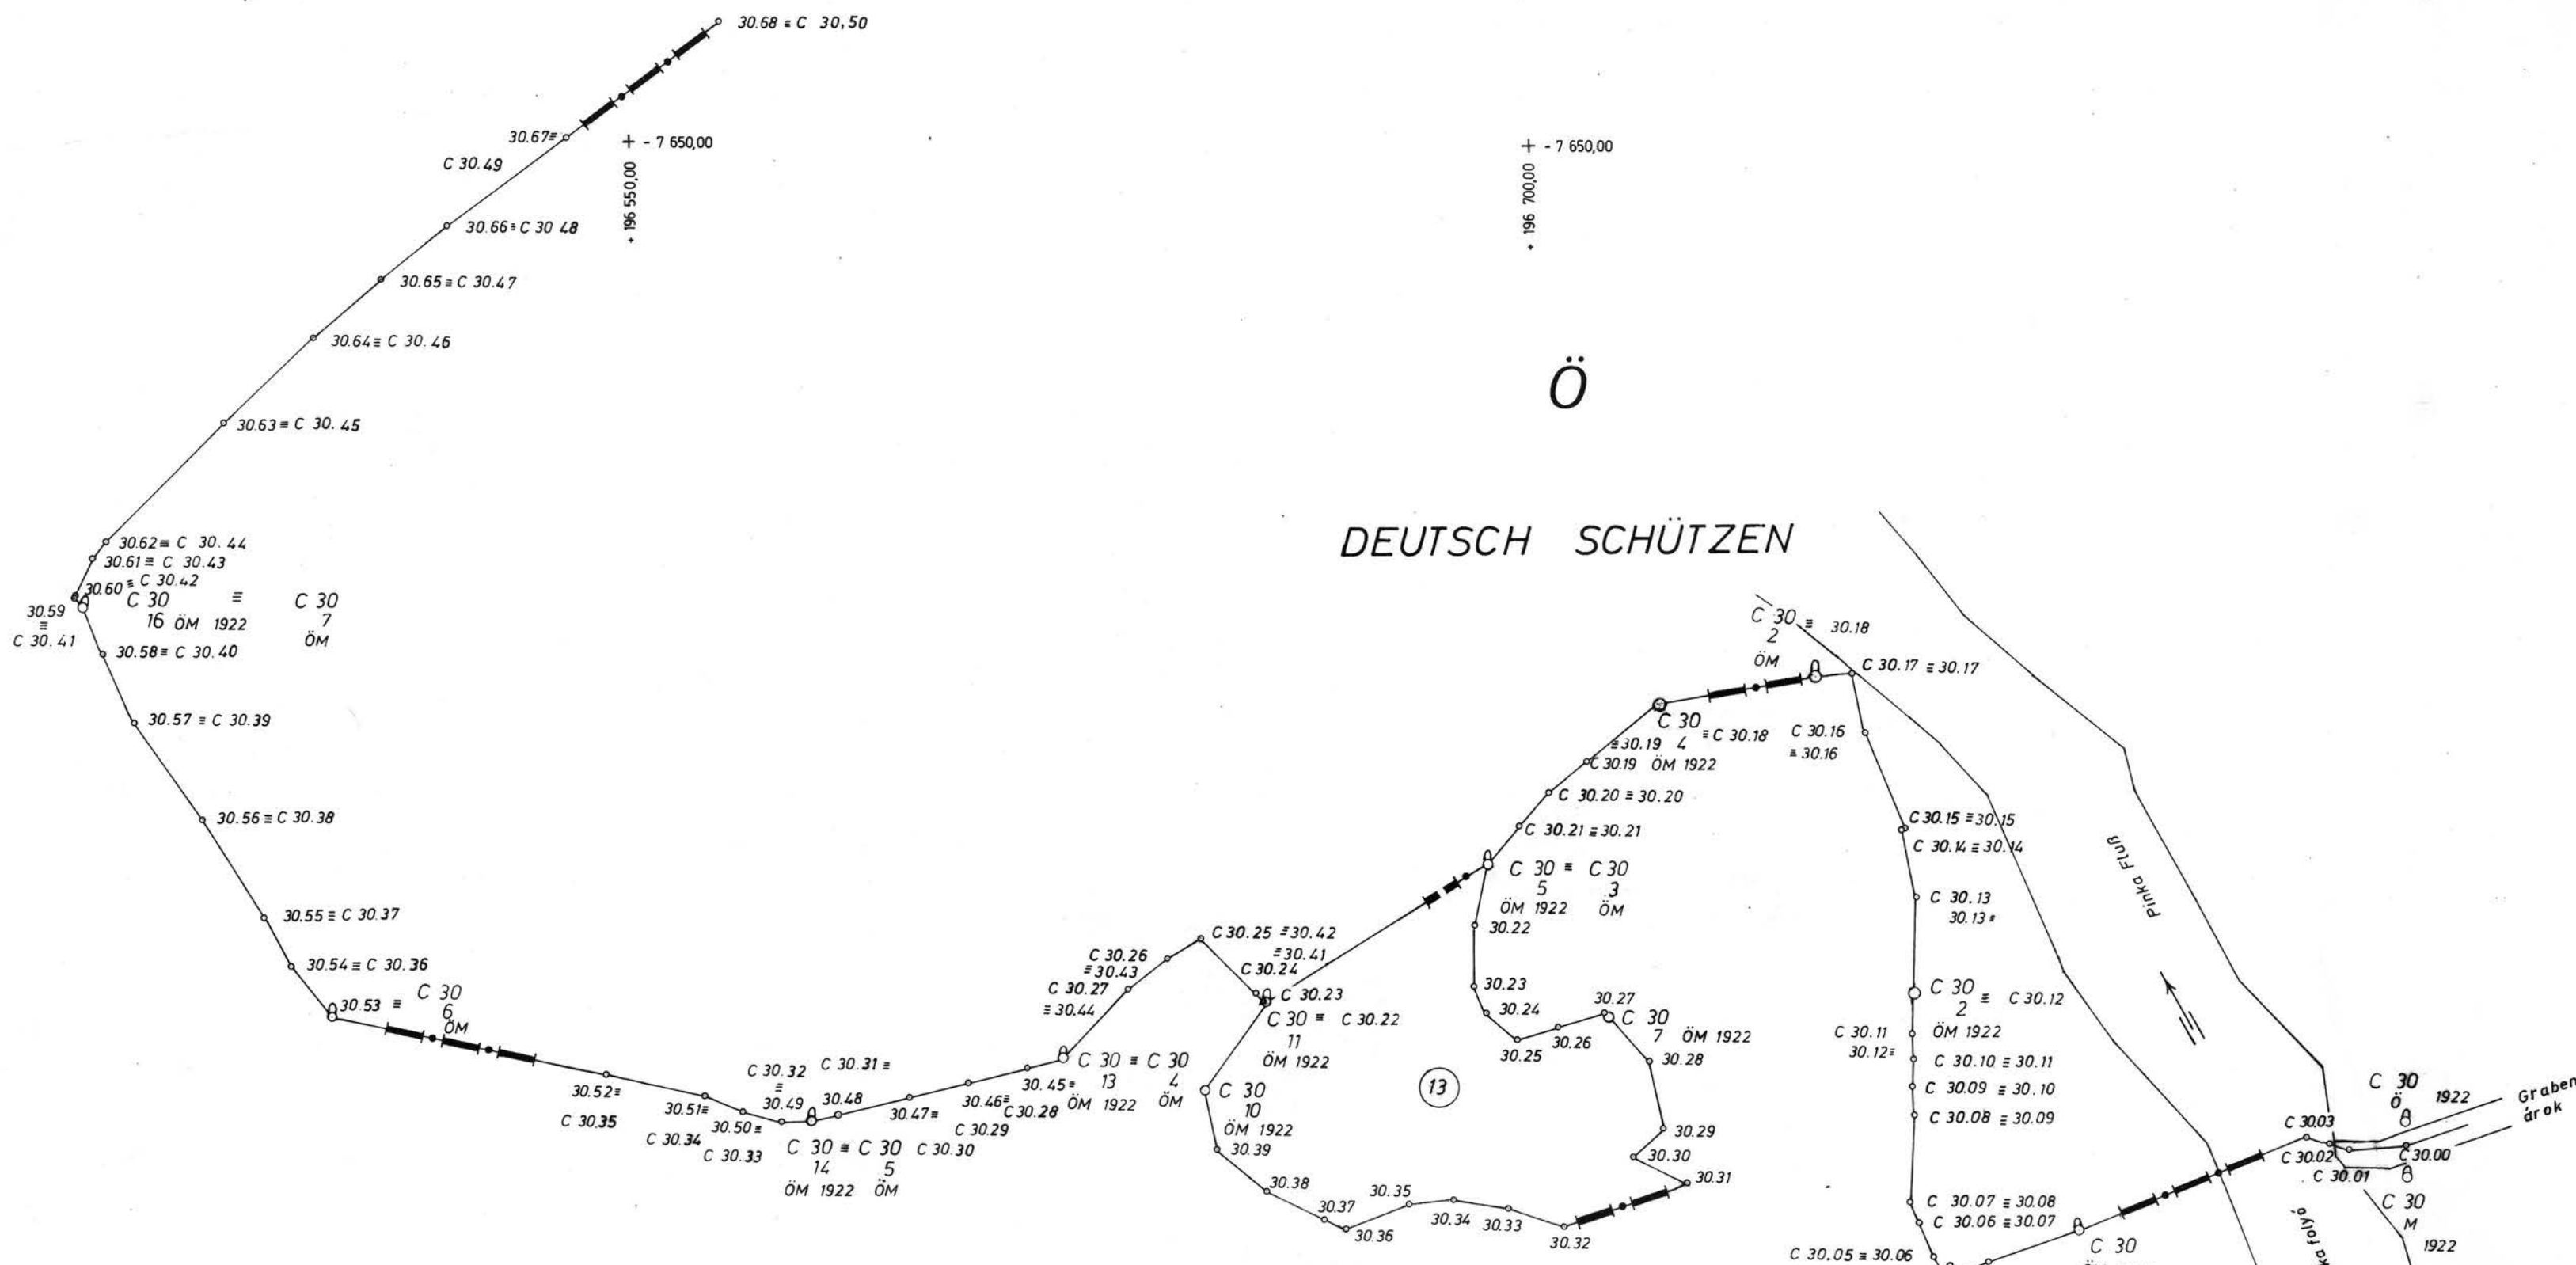 30.68 ≡ C 30,50
30.67≡
C 30.49
+ - 7 650,00
+ 196 550,00
+ - 7 650,00
+ 196 700,00
30.66 ≡ C 30 48
30.65 ≡ C 30.47
30.64 ≡ C 30.46
Ö
30.63 ≡ C 30.45
DEUTSCH SCHÜTZEN
30.62 ≡ C 30.44
30.61 ≡ C 30.43
30.60 ≡ C 30.42
30.59
≡
C 30.41
C 30 ≡ C 30
16 ÖM 1922 7
ÖM
30.58 ≡ C 30.40
30.57 ≡ C 30.39
30.56 ≡ C 30.38
30.55 ≡ C 30.37
30.54 ≡ C 30.36
30.53 ≡ C 30
6
ÖM
C 30 ≡ 30.18
2
ÖM
C 30.17 ≡ 30.17
C 30
4 ≡ C 30.18
ÖM 1922
C 30.16
≡ 30.16
≡ 30.19
C 30.19
C 30.20 ≡ 30.20
C 30.21 ≡ 30.21
C 30.15 ≡ 30.15
C 30.14 ≡ 30.14
Pinka Fluß
C 30 ≡ C 30
5 3
ÖM 1922 ÖM
C 30.13
30.13 ≡
30.22
30.23
30.24
30.25
30.26
30.27
C 30
7 ÖM 1922
30.28
30.29
30.30
30.31
30.32
30.33
30.34
30.35
30.36
30.37
30.38
30.39
C 30
10
ÖM 1922
13
C 30.25 ≡ 30.42
≡ 30.41
C 30.24
C 30.23
C 30 ≡ C 30.22
11
ÖM 1922
C 30.26
≡ 30.43
C 30.27
≡ 30.44
C 30 ≡ C 30
13 4
ÖM 1922 ÖM
30.45 ≡
C 30.28
30.46 ≡
C 30.29
30.47 ≡
C 30.30
30.48
C 30.31 ≡
C 30.32
≡
30.49
C 30 ≡ C 30
14 5
ÖM 1922 ÖM
30.50 ≡
C 30.33
30.51 ≡
C 30.34
30.52 ≡
C 30.35
C 30 ≡ C 30.12
2
ÖM 1922
C 30.11
30.12 ≡
C 30.10 ≡ 30.11
C 30.09 ≡ 30.10
C 30.08 ≡ 30.09
C 30.07 ≡ 30.08
C 30.06 ≡ 30.07
C 30.05 ≡ 30.06
C 30
C 30.03
C 30.02
C 30.01
C 30.00
C 30
Ö 1922
Graben
árok
C 30
M
1922